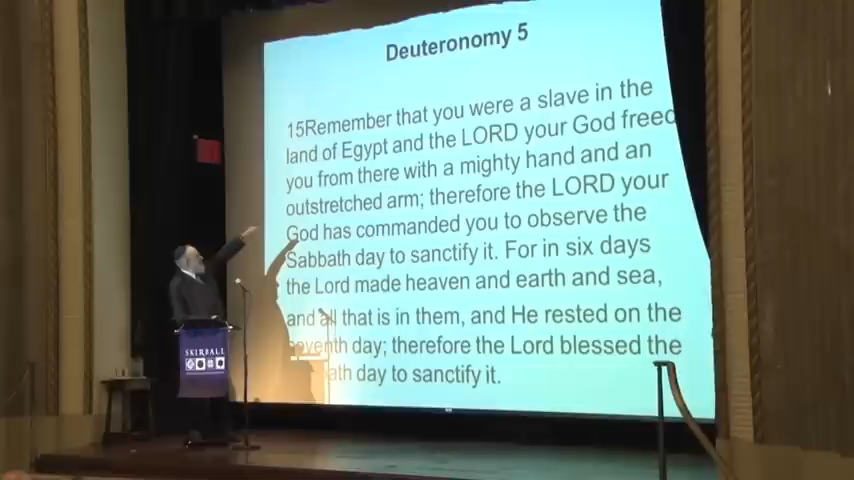 Deuteronomy 5
15Remember that you were a slave in the
land of Egypt and the LORD your God freed
you from there with a mighty hand and an
outstretched arm; therefore the LORD your
God has commanded you to observe the
Sabbath day to sanctify it. For in six days
the Lord made heaven and earth and sea,
and all that is in them, and He rested on the
seventh day; therefore the Lord blessed the
ath day to sanctify it.
SKIRBALL